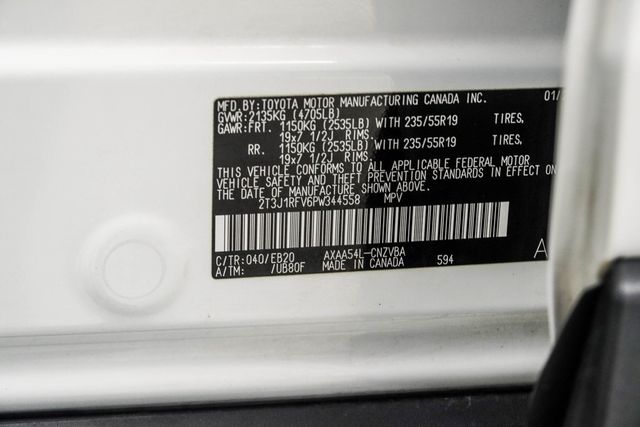 MFD. BY: TOYOTA MOTOR MANUFACTURING CANADA INC. 01/
GVWR: 2135KG (4705LB)
GAWR: FRT. 1150KG (2535LB) WITH 235/55R19 TIRES,
19x7 1/2J RIMS,
RR. 1150KG (2535LB) WITH 235/55R19 TIRES,
19x7 1/2J RIMS,
THIS VEHICLE CONFORMS TO ALL APPLICABLE FEDERAL MOTOR
VEHICLE SAFETY AND THEFT PREVENTION STANDARDS IN EFFECT ON
THE DATE OF MANUFACTURE SHOWN ABOVE.
2T3J1RFV6PW344558 MPV
C/TR: 040/EB20 AXAA54L-CNZVBA A
A/TM: /UB80F MADE IN CANADA 594